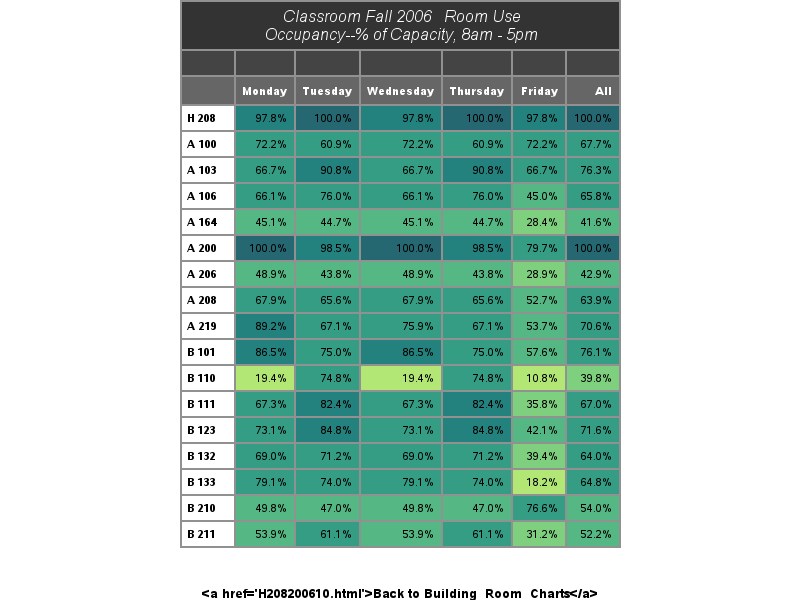 Classroom Fall 2006   Room Use
Occupancy--% of Capacity, 8am - 5pm
Monday Tuesday Wednesday Thursday Friday All
H 208 97.8% 100.0% 97.8% 100.0% 97.8% 100.0%
A 100 72.2% 60.9% 72.2% 60.9% 72.2% 67.7%
A 103 66.7% 90.8% 66.7% 90.8% 66.7% 76.3%
A 106 66.1% 76.0% 66.1% 76.0% 45.0% 65.8%
A 164 45.1% 44.7% 45.1% 44.7% 28.4% 41.6%
A 200 100.0% 98.5% 100.0% 98.5% 79.7% 100.0%
A 206 48.9% 43.8% 48.9% 43.8% 28.9% 42.9%
A 208 67.9% 65.6% 67.9% 65.6% 52.7% 63.9%
A 219 89.2% 67.1% 75.9% 67.1% 53.7% 70.6%
B 101 86.5% 75.0% 86.5% 75.0% 57.6% 76.1%
B 110 19.4% 74.8% 19.4% 74.8% 10.8% 39.8%
B 111 67.3% 82.4% 67.3% 82.4% 35.8% 67.0%
B 123 73.1% 84.8% 73.1% 84.8% 42.1% 71.6%
B 132 69.0% 71.2% 69.0% 71.2% 39.4% 64.0%
B 133 79.1% 74.0% 79.1% 74.0% 18.2% 64.8%
B 210 49.8% 47.0% 49.8% 47.0% 76.6% 54.0%
B 211 53.9% 61.1% 53.9% 61.1% 31.2% 52.2%
<a href='H208200610.html'>Back to Building  Room  Charts</a>